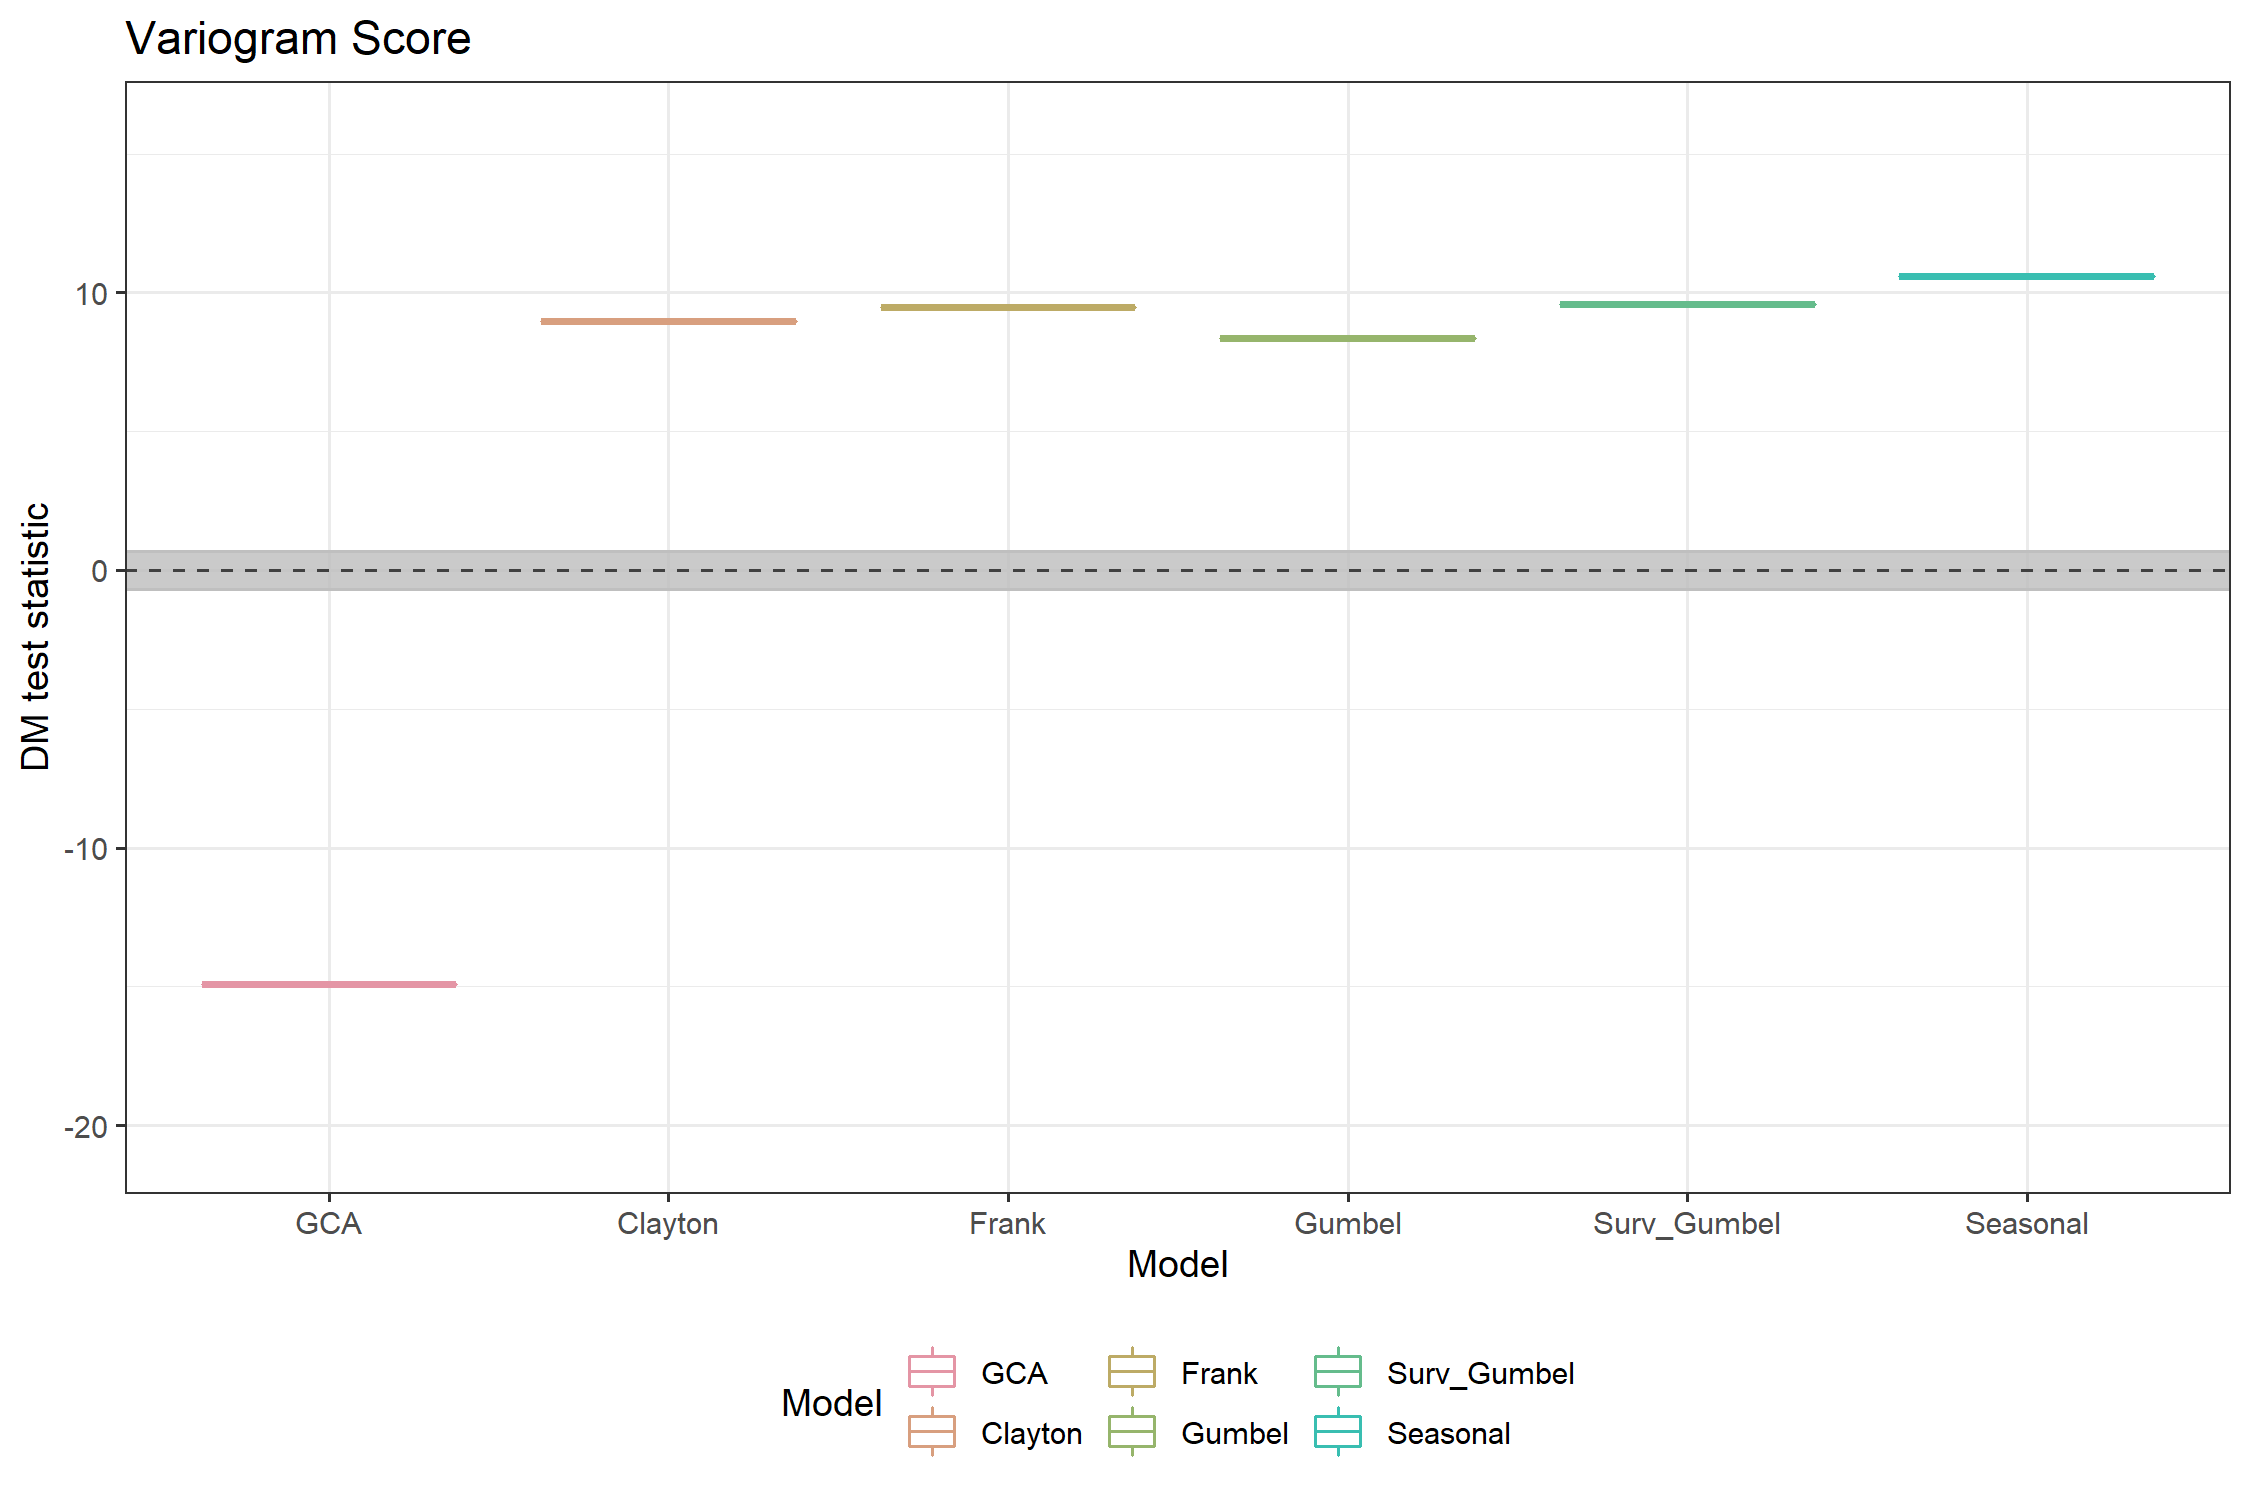 Variogram Score
DM test statistic
10
0
-10
-20
GCA Clayton Frank Gumbel Surv_Gumbel Seasonal
Model
Model
GCA Frank Surv_Gumbel
Clayton Gumbel Seasonal